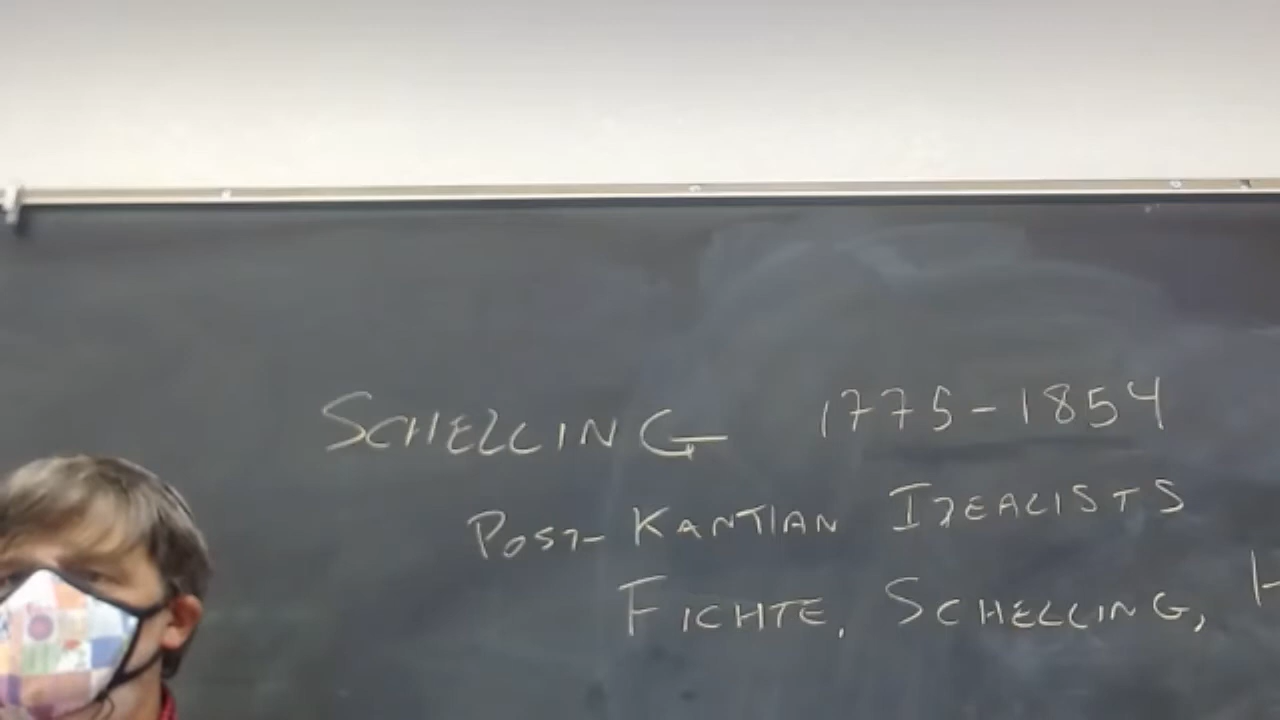 SCHELLING 1775-1854
POST-KANTIAN IDEALISTS
FICHTE, SCHELLING, H